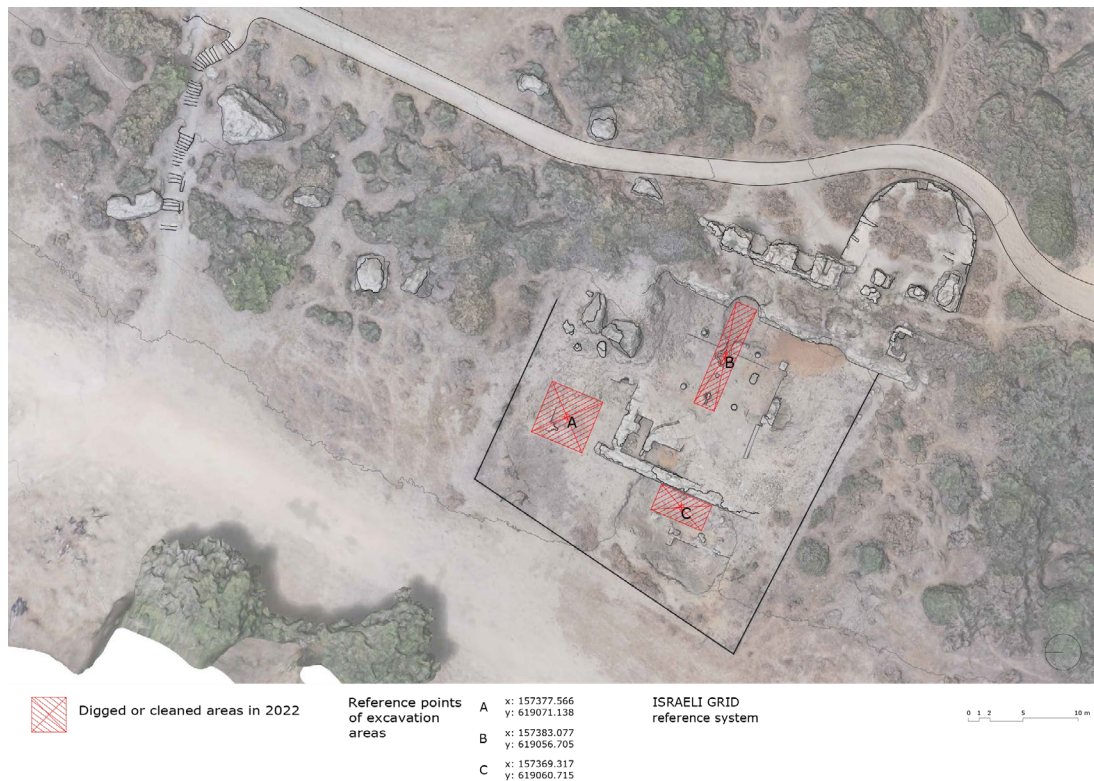 B
A
C
Digged or cleaned areas in 2022
Reference points
of excavation
areas
A
x: 157377.566
y: 619071.138
B
x: 157383.077
y: 619056.705
C
x: 157369.317
y: 619060.715
ISRAELI GRID
reference system
0 1 2 5 10 m